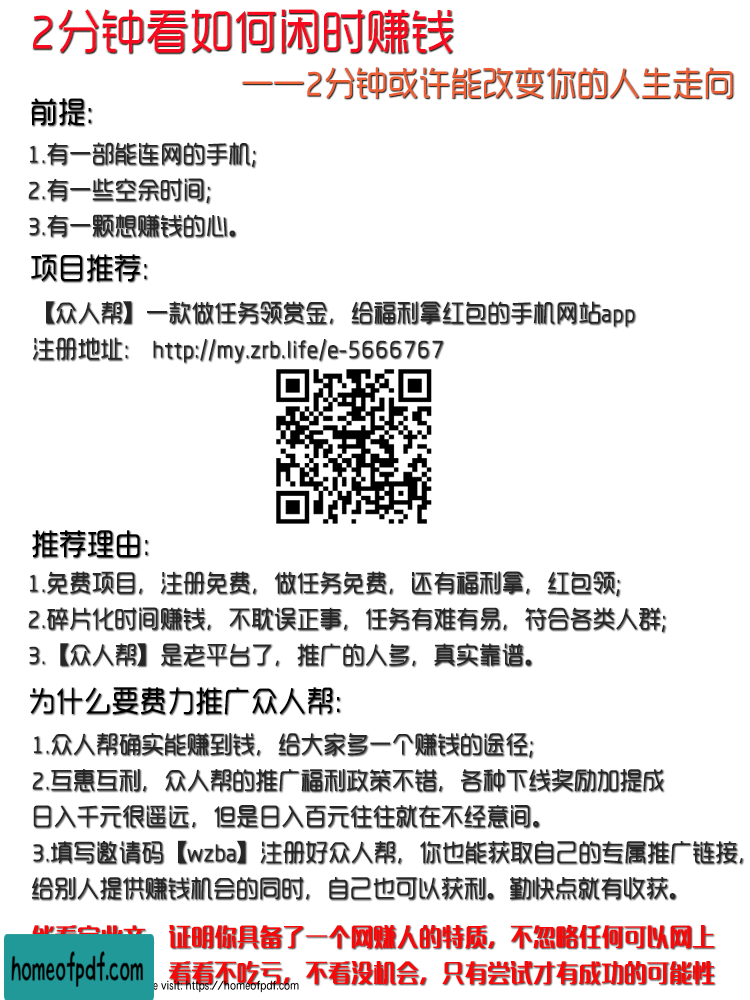 2分钟看如何闲时赚钱
——2分钟或许能改变你的人生走向
前提:
1.有一部能连网的手机;
2.有一些空余时间;
3.有一颗想赚钱的心。
项目推荐:
【众人帮】一款做任务领赏金，给福利拿红包的手机网站app
注册地址: http://my.zrb.life/e-5666767
推荐理由:
1.免费项目，注册免费，做任务免费，还有福利拿，红包领;
2.碎片化时间赚钱，不耽误正事，任务有难有易，符合各类人群;
3.【众人帮】是老平台了，推广的人多，真实靠谱。
为什么要费力推广众人帮:
1.众人帮确实能赚到钱，给大家多一个赚钱的途径;
2.互惠互利，众人帮的推广福利政策不错，各种下线奖励加提成
日入千元很遥远，但是日入百元往往就在不经意间。
3.填写邀请码【wzba】注册好众人帮，你也能获取自己的专属推广链接，
给别人提供赚钱机会的同时，自己也可以获利。勤快点就有收获。
证明你具备了一个网赚人的特质，不忽略任何可以网上
看看不吃亏，不看没机会，只有尝试才有成功的可能性
homeofpdf.com
e visit: https://homeofpdf.com